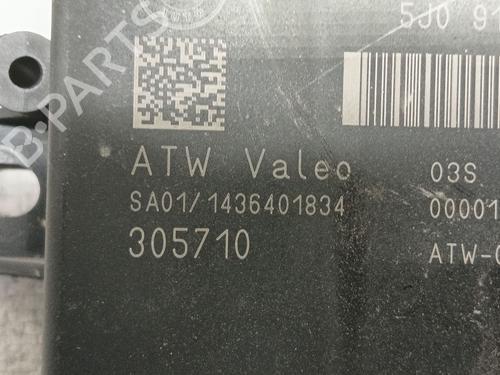 5J0 9
ATW Valeo
03S
SA01/1436401834
00001
305710
ATW-
B-PARTS